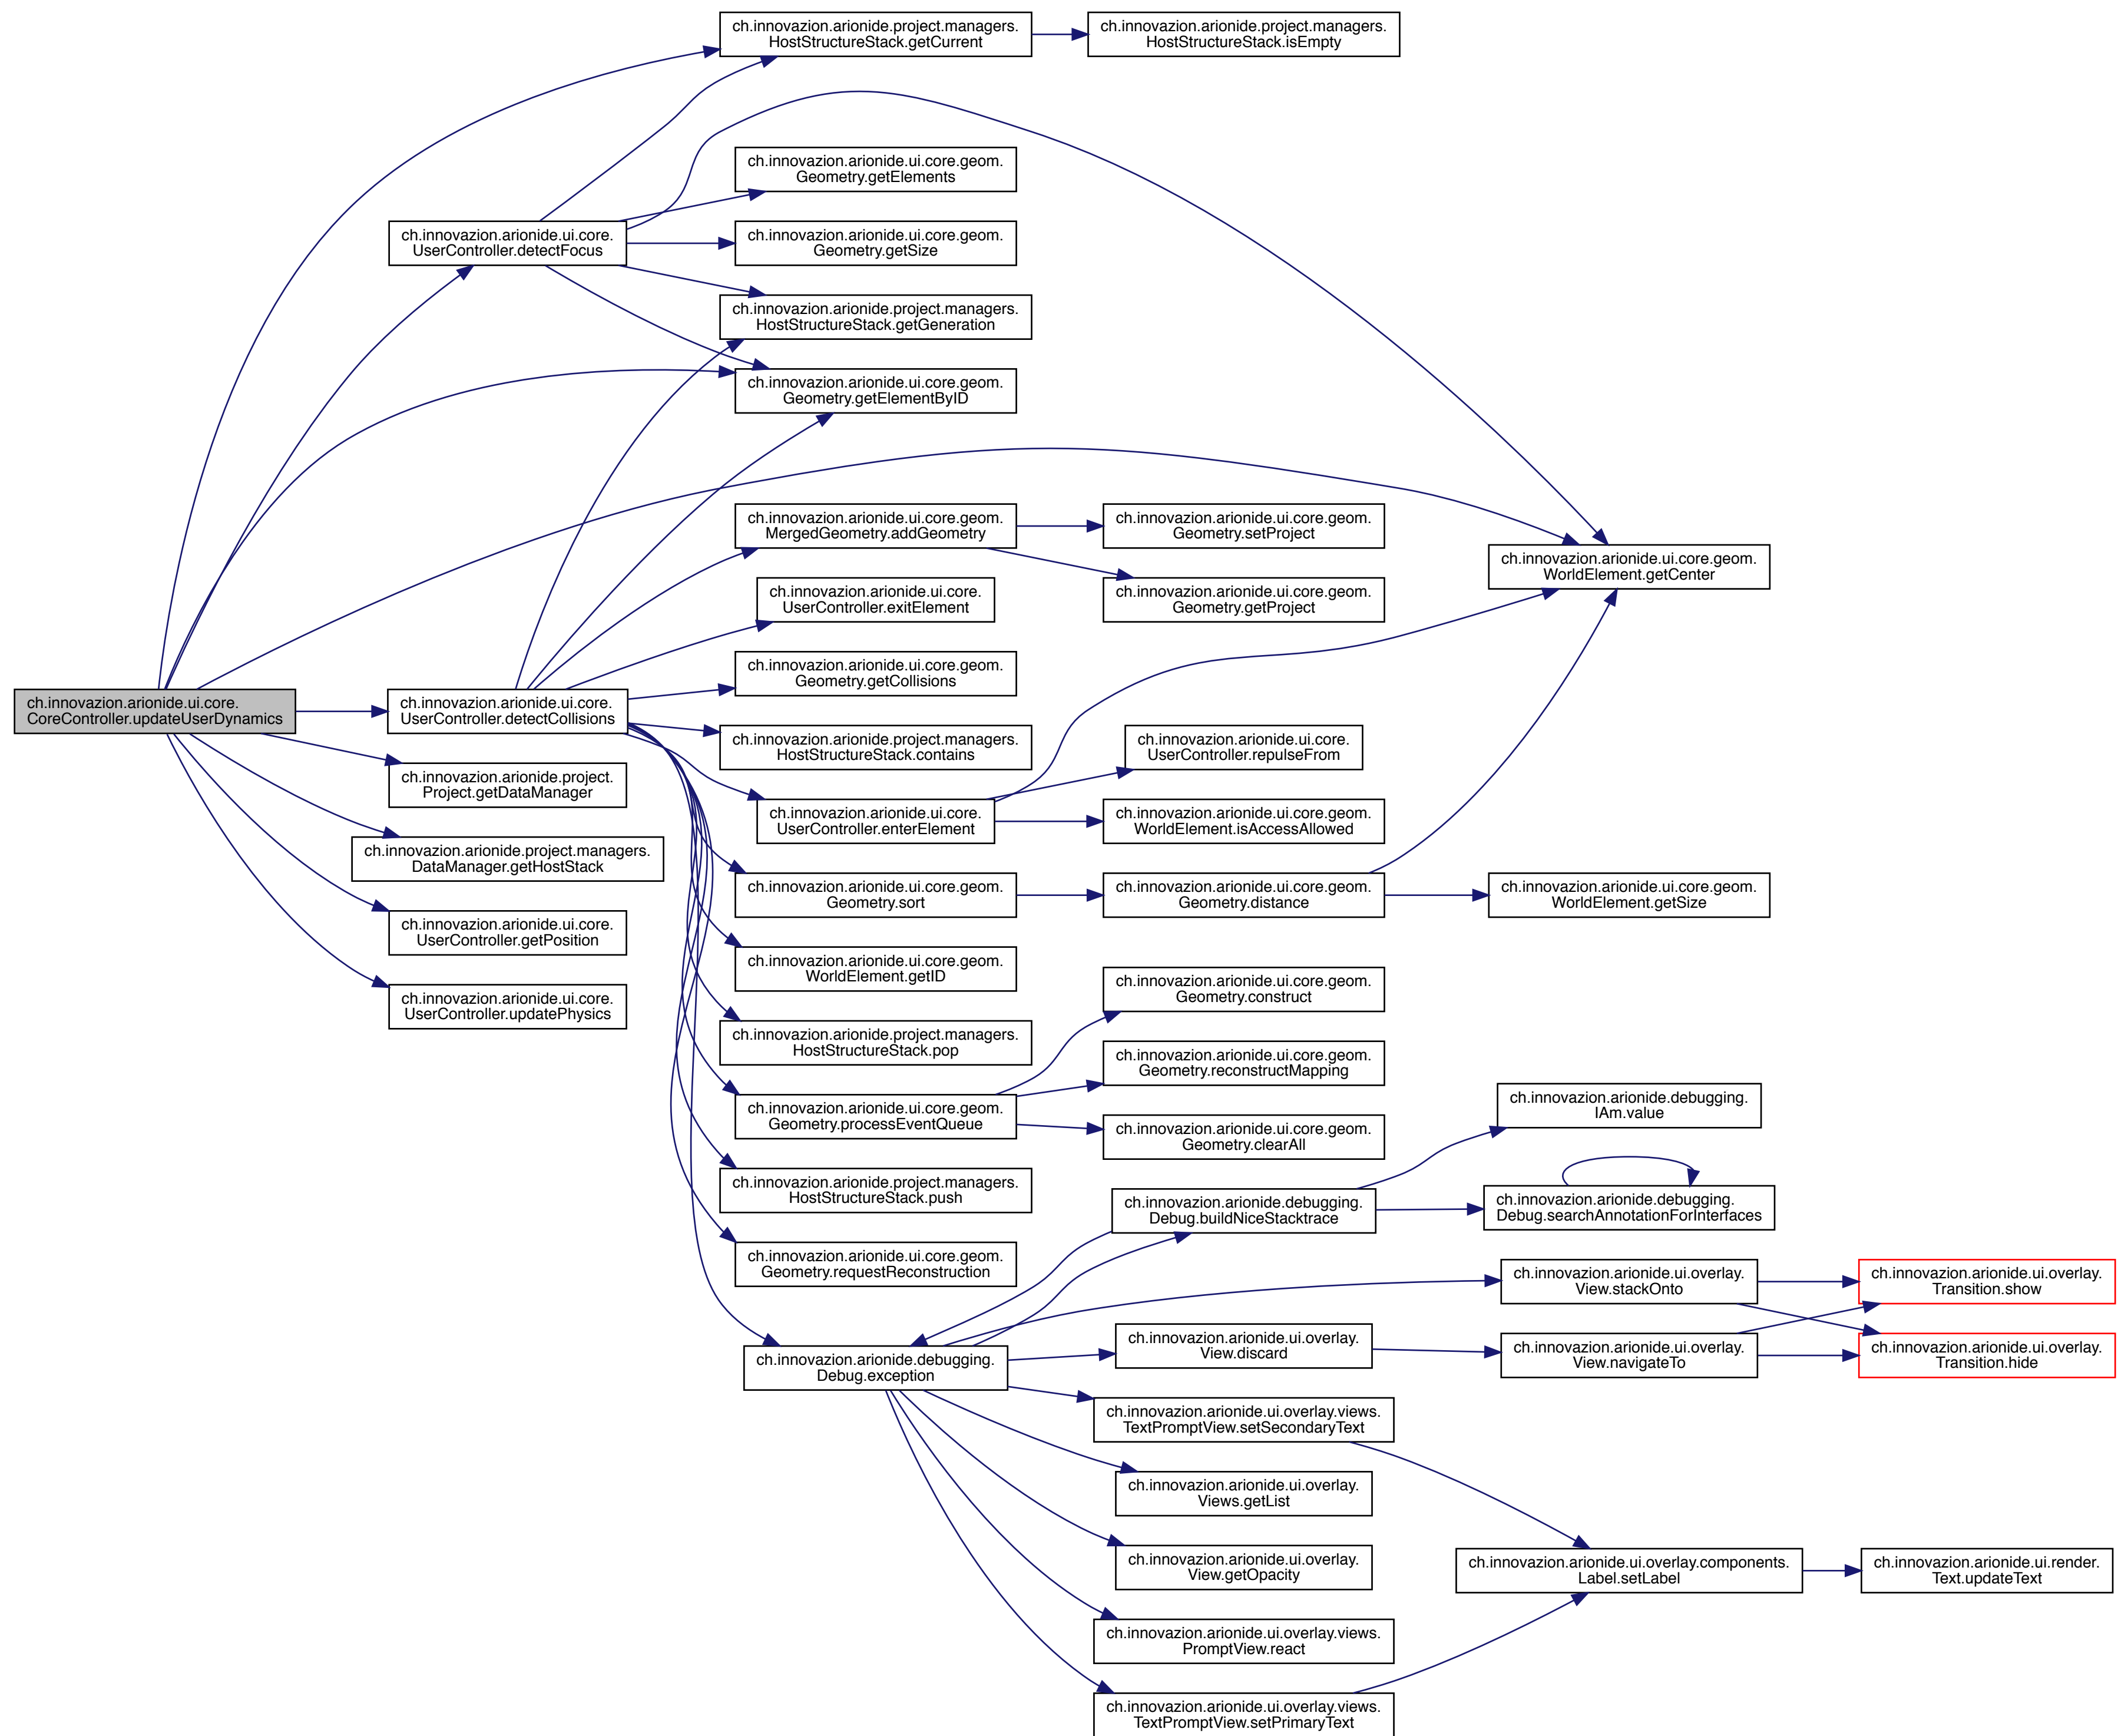 ch.innovazion.arionide.project.managers.
HostStructureStack.getCurrent
ch.innovazion.arionide.project.managers.
HostStructureStack.isEmpty
ch.innovazion.arionide.ui.core.geom.
Geometry.getElements
ch.innovazion.arionide.ui.core.
UserController.detectFocus
ch.innovazion.arionide.ui.core.geom.
Geometry.getSize
ch.innovazion.arionide.project.managers.
HostStructureStack.getGeneration
ch.innovazion.arionide.ui.core.geom.
Geometry.getElementByID
ch.innovazion.arionide.ui.core.geom.
MergedGeometry.addGeometry
ch.innovazion.arionide.ui.core.geom.
Geometry.setProject
ch.innovazion.arionide.ui.core.geom.
WorldElement.getCenter
ch.innovazion.arionide.ui.core.
UserController.exitElement
ch.innovazion.arionide.ui.core.geom.
Geometry.getProject
ch.innovazion.arionide.ui.core.geom.
Geometry.getCollisions
ch.innovazion.arionide.ui.core.
CoreController.updateUserDynamics
ch.innovazion.arionide.ui.core.
UserController.detectCollisions
ch.innovazion.arionide.project.managers.
HostStructureStack.contains
ch.innovazion.arionide.ui.core.
UserController.repulseFrom
ch.innovazion.arionide.project.
Project.getDataManager
ch.innovazion.arionide.ui.core.
UserController.enterElement
ch.innovazion.arionide.ui.core.geom.
WorldElement.isAccessAllowed
ch.innovazion.arionide.project.managers.
DataManager.getHostStack
ch.innovazion.arionide.ui.core.geom.
Geometry.sort
ch.innovazion.arionide.ui.core.geom.
Geometry.distance
ch.innovazion.arionide.ui.core.geom.
WorldElement.getSize
ch.innovazion.arionide.ui.core.
UserController.getPosition
ch.innovazion.arionide.ui.core.geom.
WorldElement.getID
ch.innovazion.arionide.ui.core.
UserController.updatePhysics
ch.innovazion.arionide.ui.core.geom.
Geometry.construct
ch.innovazion.arionide.project.managers.
HostStructureStack.pop
ch.innovazion.arionide.ui.core.geom.
Geometry.reconstructMapping
ch.innovazion.arionide.ui.core.geom.
Geometry.processEventQueue
ch.innovazion.arionide.ui.core.geom.
Geometry.clearAll
ch.innovazion.arionide.debugging.
IAm.value
ch.innovazion.arionide.project.managers.
HostStructureStack.push
ch.innovazion.arionide.debugging.
Debug.buildNiceStacktrace
ch.innovazion.arionide.debugging.
Debug.searchAnnotationForInterfaces
ch.innovazion.arionide.ui.core.geom.
Geometry.requestReconstruction
ch.innovazion.arionide.ui.overlay.
View.stackOnto
ch.innovazion.arionide.ui.overlay.
Transition.show
ch.innovazion.arionide.debugging.
Debug.exception
ch.innovazion.arionide.ui.overlay.
View.discard
ch.innovazion.arionide.ui.overlay.
View.navigateTo
ch.innovazion.arionide.ui.overlay.
Transition.hide
ch.innovazion.arionide.ui.overlay.views.
TextPromptView.setSecondaryText
ch.innovazion.arionide.ui.overlay.
Views.getList
ch.innovazion.arionide.ui.overlay.
View.getOpacity
ch.innovazion.arionide.ui.overlay.components.
Label.setLabel
ch.innovazion.arionide.ui.render.
Text.updateText
ch.innovazion.arionide.ui.overlay.views.
PromptView.react
ch.innovazion.arionide.ui.overlay.views.
TextPromptView.setPrimaryText